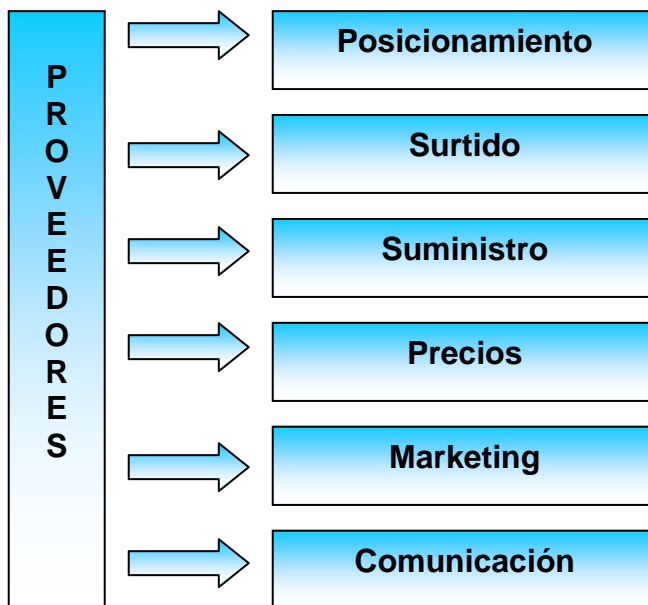 PROVEEDORES
Posicionamiento
Surtido
Suministro
Precios
Marketing
Comunicación